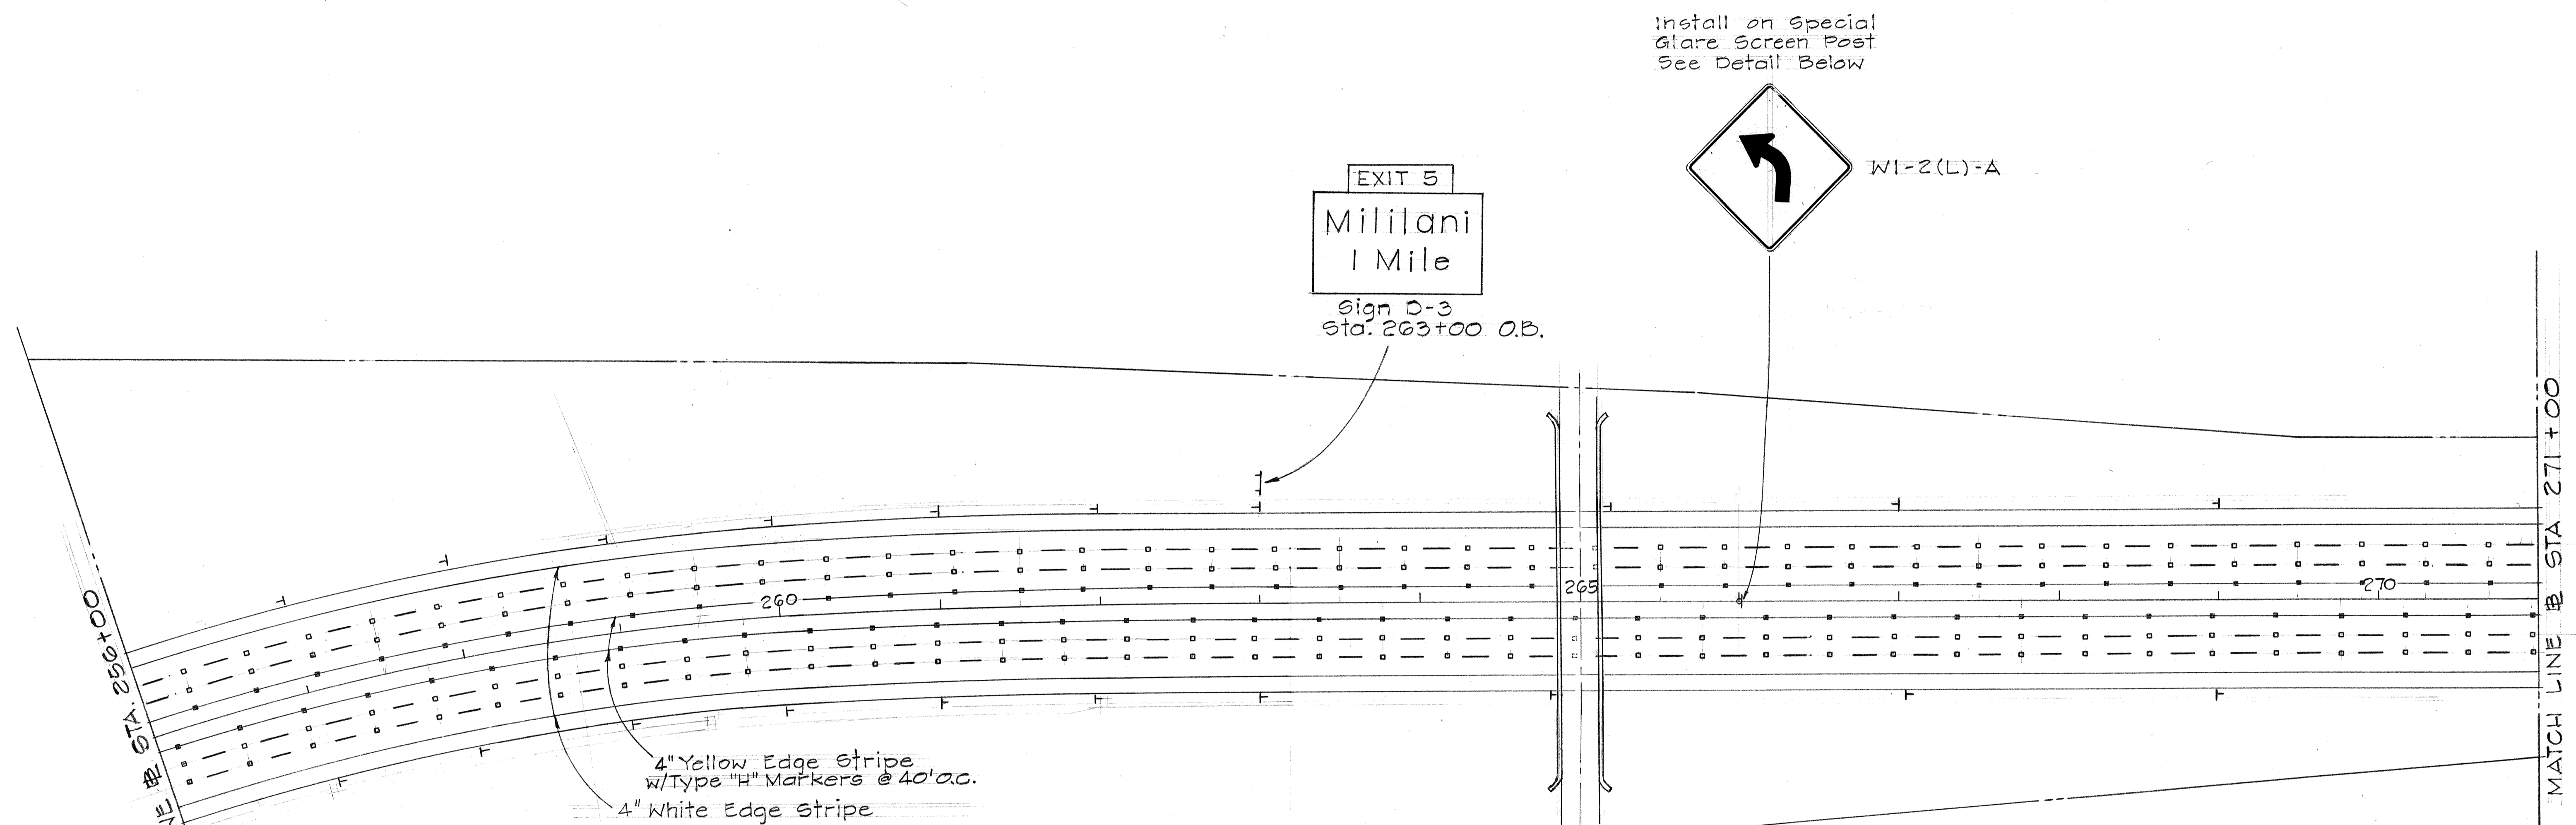 Install on Special
Glare Screen Post
See Detail Below
W1-2(L)-A
EXIT 5
Mililani
1 Mile
Sign D-3
Sta. 263+00 O.B.
260
265
270
4" Yellow Edge Stripe
w/Type "H" Markers @ 40' O.C.
4" White Edge Stripe
STA. 256+00
MATCH LINE ℄ STA 271+00